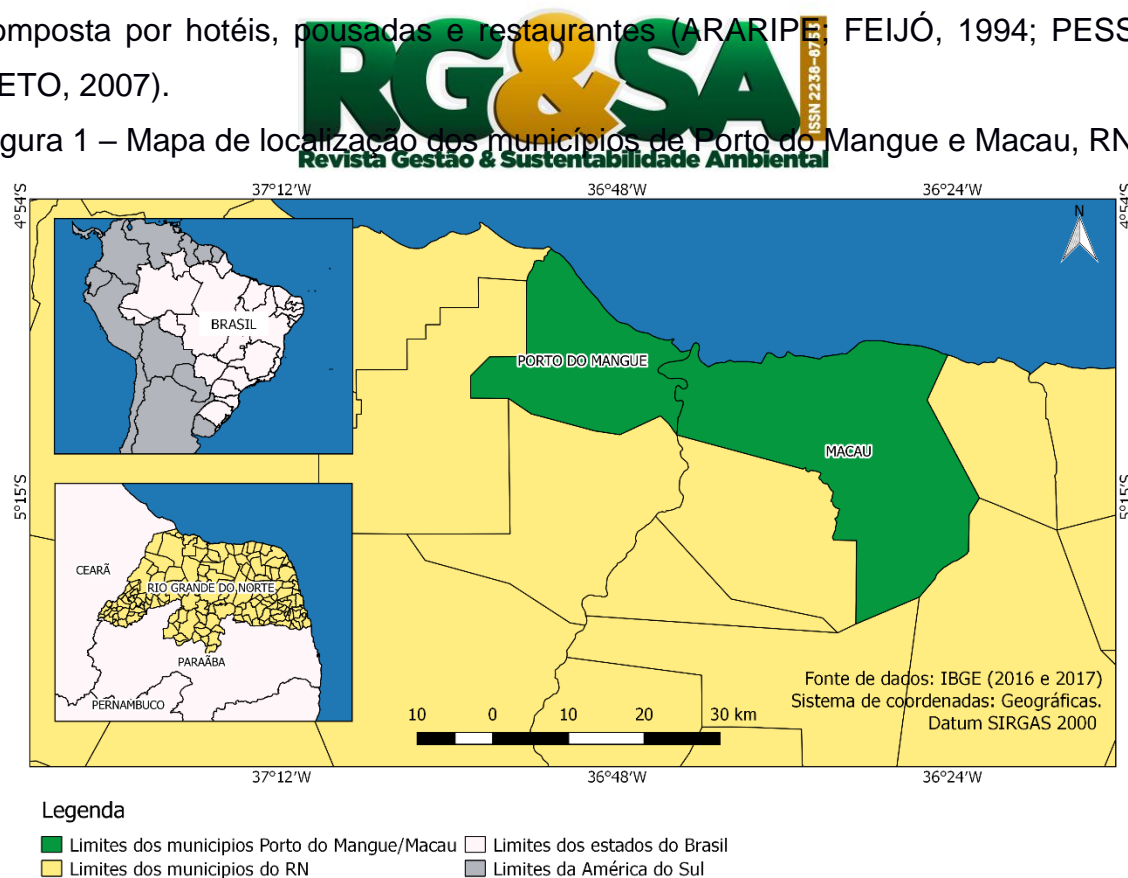 omposta por hotéis, pousadas e restaurantes (ARARIPE; FEIJÓ, 1994; PESS
ETO, 2007).
RG&SA
ISSN 2238-8753
Revista Gestão & Sustentabilidade Ambiental
gura 1 – Mapa de localização dos municípios de Porto do Mangue e Macau, RN
37°12′W 36°48′W 36°24′W
4°54′S 4°54′S
N
BRASIL
PORTO DO MANGUE
MACAU
5°15′S 5°15′S
CEARÃ
RIO GRANDE DO NORTE
PARAÃBA
PERNAMBUCO
Fonte de dados: IBGE (2016 e 2017)
Sistema de coordenadas: Geográficas.
Datum SIRGAS 2000
10 0 10 20 30 km
37°12′W 36°48′W 36°24′W
Legenda
Limites dos municipios Porto do Mangue/Macau Limites dos estados do Brasil
Limites dos municipios do RN Limites da América do Sul